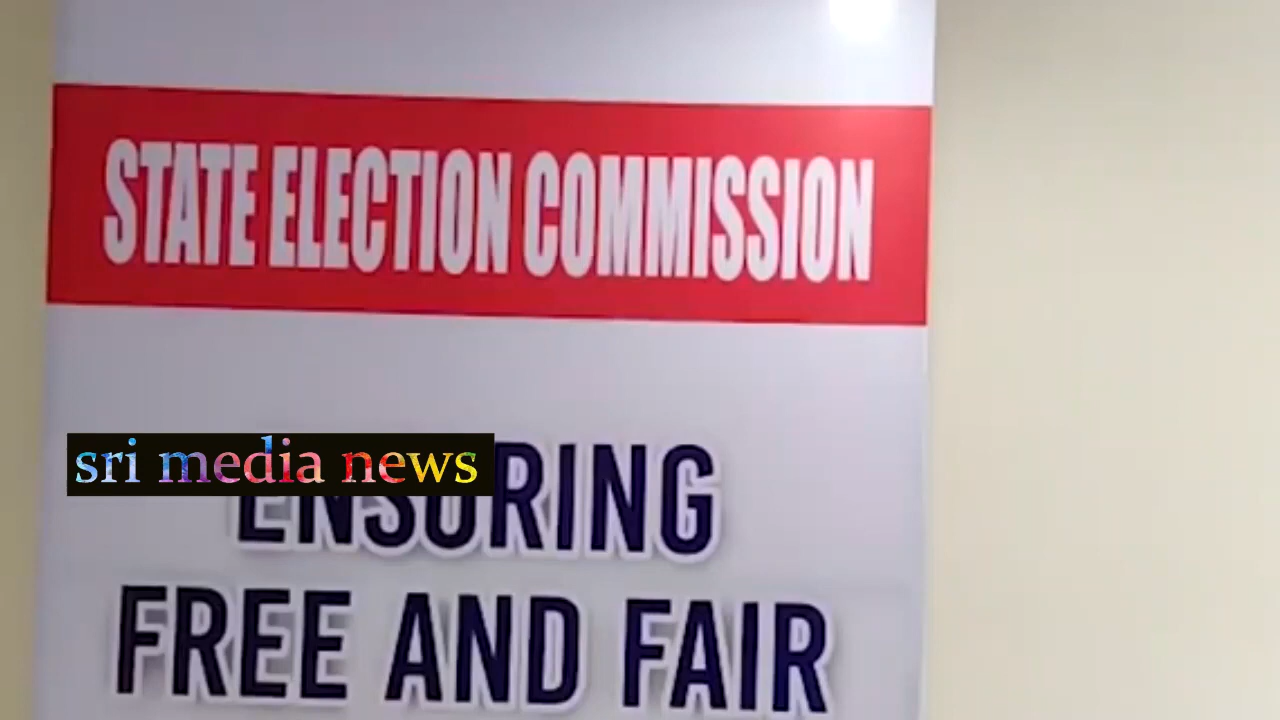 STATE ELECTION COMMISSION
sri media news
ENSURING
FREE AND FAIR